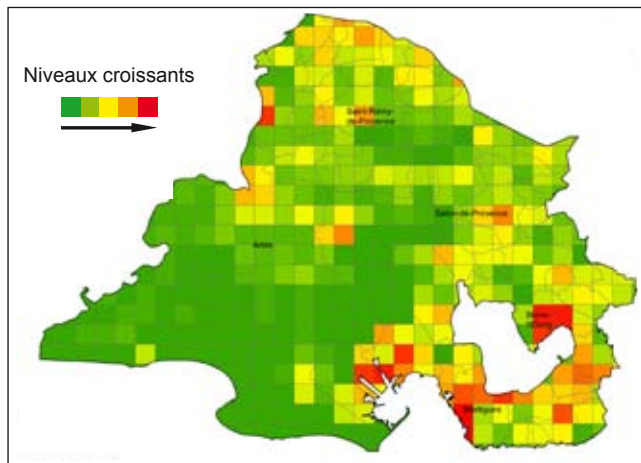 Niveaux croissants
Saint-Rémy-
de-Provence
Salon-de-Provence
Arles
Martigues